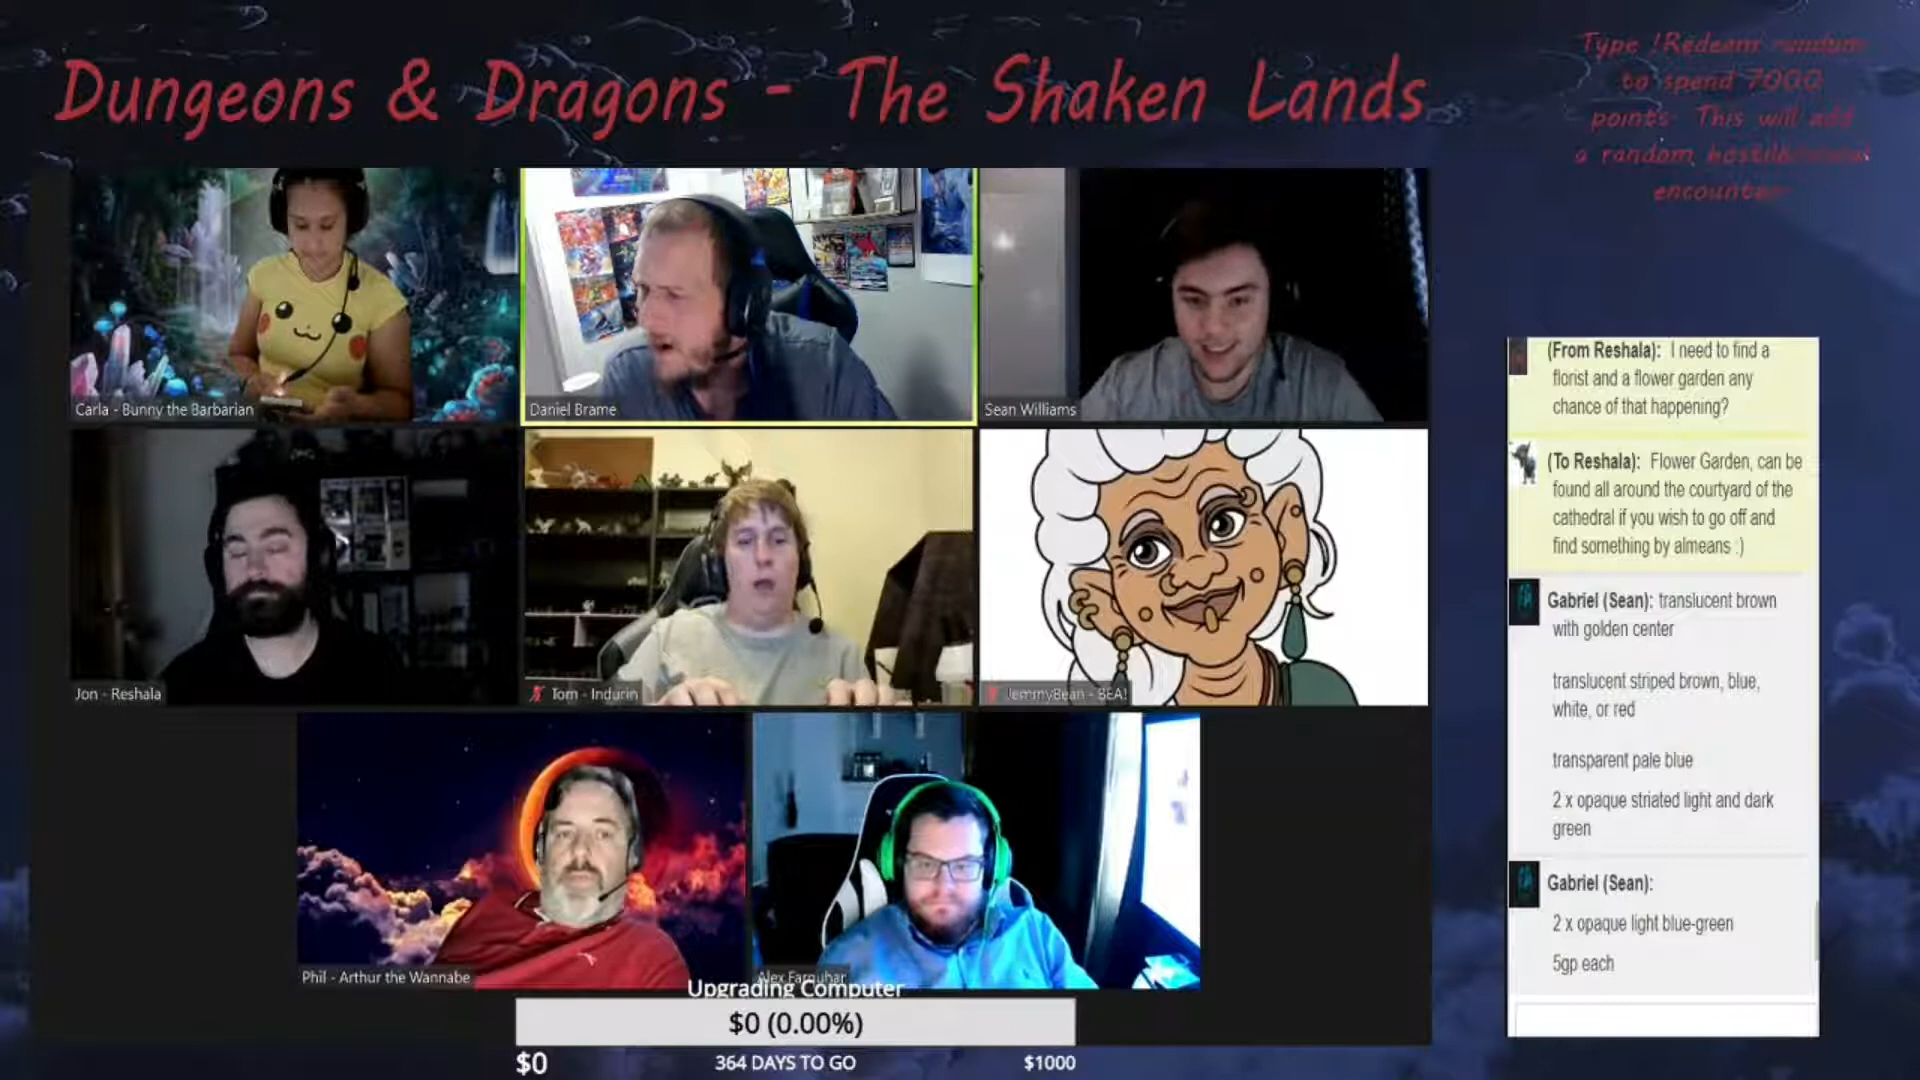 Dungeons & Dragons - The Shaken Lands
Type !Redeem random
to spend 7000
points. This will add
a random
encounter
Carla - Bunny the Barbarian
Daniel Brame
Sean Williams
Jon - Reshala
Tom - Indurin
JemmyBean - BEA!
Phil - Arthur the Wannabe
Alex Farquhar
Upgrading Computer
$0 (0.00%)
$0
364 DAYS TO GO
$1000
(From Reshala): I need to find a
florist and a flower garden any
chance of that happening?
(To Reshala): Flower Garden, can be
found all around the courtyard of the
cathedral if you wish to go off and
find something by almeans :)
Gabriel (Sean): translucent brown
with golden center
translucent striped brown, blue,
white, or red
transparent pale blue
2 x opaque striated light and dark
green
Gabriel (Sean):
2 x opaque light blue-green
5gp each